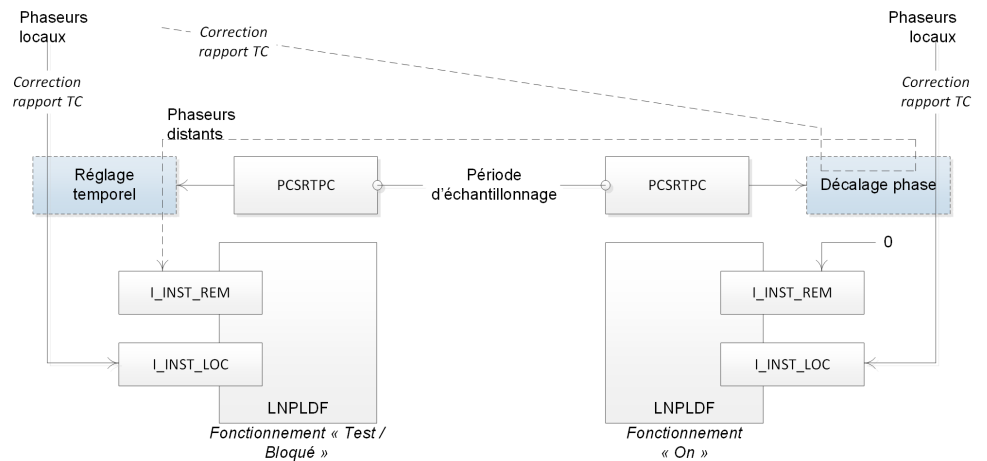 Phaseurs
locaux
Correction
rapport TC
Phaseurs
locaux
Correction
rapport TC
Correction
rapport TC
Phaseurs
distants
Réglage
temporel
PCSRTPC
Période
d'échantillonnage
PCSRTPC
Décalage phase
0
I_INST_REM
I_INST_REM
I_INST_LOC
I_INST_LOC
LNPLDF
LNPLDF
Fonctionnement « Test /
Bloqué »
Fonctionnement
« On »